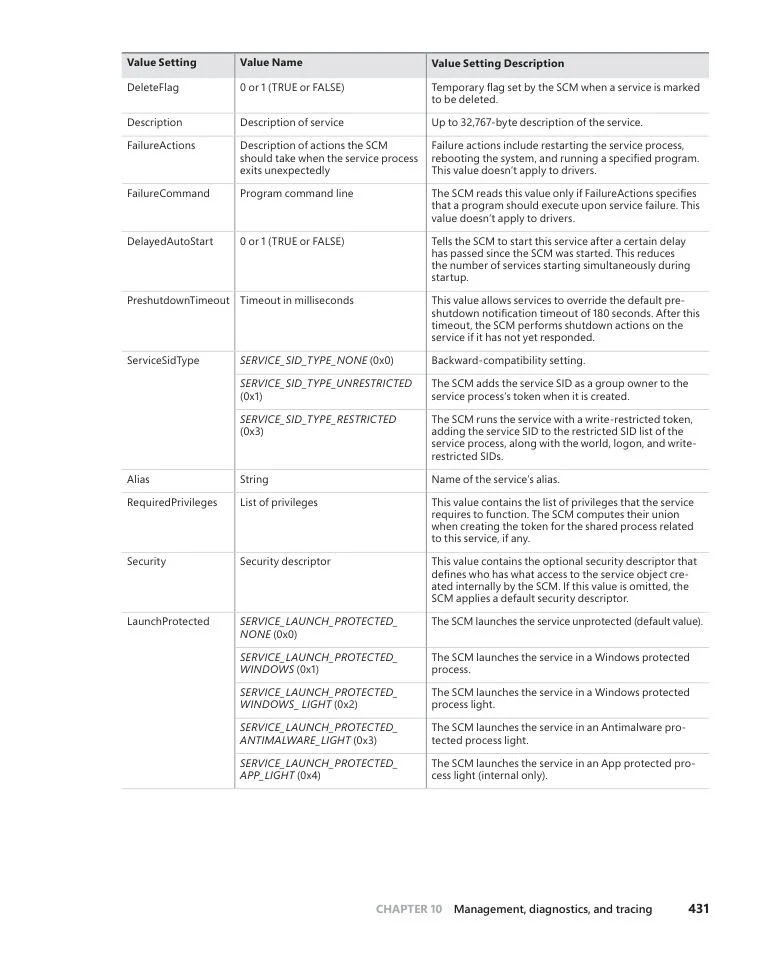 Value Setting Value Name Value Setting Description
DeleteFlag 0 or 1 (TRUE or FALSE) Temporary flag set by the SCM when a service is marked
to be deleted.
Description Description of service Up to 32,767-byte description of the service.
FailureActions Description of actions the SCM Failure actions include restarting the service process,
should take when the service process rebooting the system, and running a specified program.
exits unexpectedly This value doesn’t apply to drivers.
FailureCommand Program command line The SCM reads this value only if FailureActions specifies
that a program should execute upon service failure. This
value doesn’t apply to drivers.
DelayedAutoStart 0 or 1 (TRUE or FALSE) Tells the SCM to start this service after a certain delay
has passed since the SCM was started. This reduces
the number of services starting simultaneously during
startup.
PreshutdownTimeout Timeout in milliseconds This value allows services to override the default pre-
shutdown notification timeout of 180 seconds. After this
timeout, the SCM performs shutdown actions on the
service if it has not yet responded.
ServiceSidType SERVICE_SID_TYPE_NONE (0x0) Backward-compatibility setting.
SERVICE_SID_TYPE_UNRESTRICTED The SCM adds the service SID as a group owner to the
(0x1) service process’s token when it is created.
SERVICE_SID_TYPE_RESTRICTED The SCM runs the service with a write-restricted token,
(0x3) adding the service SID to the restricted SID list of the
service process, along with the world, logon, and write-
restricted SIDs.
Alias String Name of the service’s alias.
RequiredPrivileges List of privileges This value contains the list of privileges that the service
requires to function. The SCM computes their union
when creating the token for the shared process related
to this service, if any.
Security Security descriptor This value contains the optional security descriptor that
defines who has what access to the service object cre-
ated internally by the SCM. If this value is omitted, the
SCM applies a default security descriptor.
LaunchProtected SERVICE_LAUNCH_PROTECTED_ The SCM launches the service unprotected (default value).
NONE (0x0)
SERVICE_LAUNCH_PROTECTED_ The SCM launches the service in a Windows protected
WINDOWS (0x1) process.
SERVICE_LAUNCH_PROTECTED_ The SCM launches the service in a Windows protected
WINDOWS_ LIGHT (0x2) process light.
SERVICE_LAUNCH_PROTECTED_ The SCM launches the service in an Antimalware pro-
ANTIMALWARE_LIGHT (0x3) tected process light.
SERVICE_LAUNCH_PROTECTED_ The SCM launches the service in an App protected pro-
APP_LIGHT (0x4) cess light (internal only).
CHAPTER 10 Management, diagnostics, and tracing 431